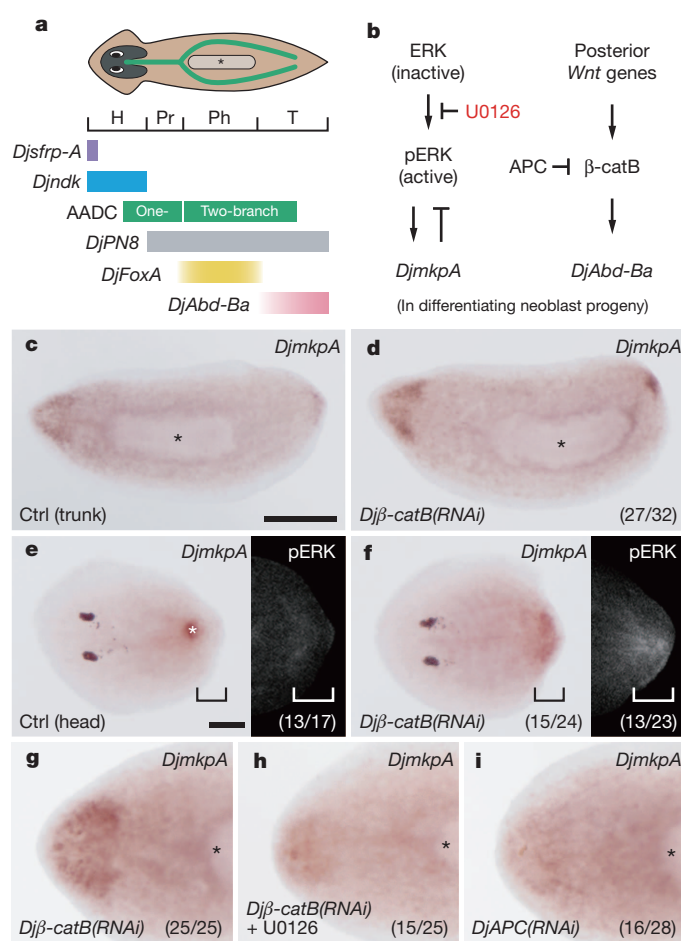 a
*
H Pr Ph T
Djsfrp-A
Djndk
AADC One- Two-branch
DjPN8
DjFoxA
DjAbd-Ba
b
ERK
(inactive)
U0126
pERK
(active)
DjmkpA
Posterior
Wnt genes
APC
β-catB
DjAbd-Ba
(In differentiating neoblast progeny)
c
DjmkpA
*
Ctrl (trunk)
d
DjmkpA
*
Djβ-catB(RNAi) (27/32)
e
DjmkpA
pERK
*
Ctrl (head)
(13/17)
f
DjmkpA
pERK
Djβ-catB(RNAi) (15/24)
(13/23)
g
DjmkpA
*
Djβ-catB(RNAi) (25/25)
h
DjmkpA
*
Djβ-catB(RNAi)
+ U0126 (15/25)
i
DjmkpA
*
DjAPC(RNAi) (16/28)